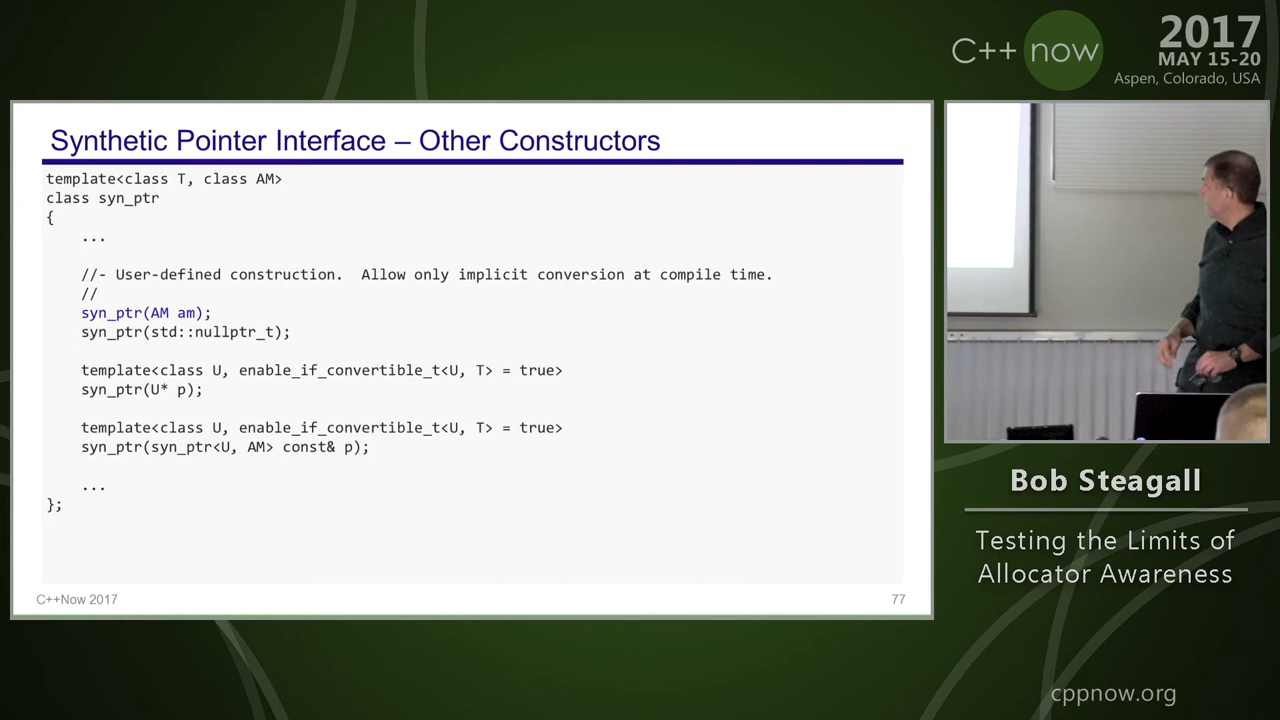 C++ now
2017
MAY 15-20
Aspen, Colorado, USA
Synthetic Pointer Interface – Other Constructors
template<class T, class AM>
class syn_ptr
{
    ...
    //- User-defined construction.  Allow only implicit conversion at compile time.
    //
    syn_ptr(AM am);
    syn_ptr(std::nullptr_t);
    template<class U, enable_if_convertible_t<U, T> = true>
    syn_ptr(U* p);
    template<class U, enable_if_convertible_t<U, T> = true>
    syn_ptr(syn_ptr<U, AM> const& p);
    ...
};
C++Now 2017
77
Bob Steagall
Testing the Limits of
Allocator Awareness
cppnow.org